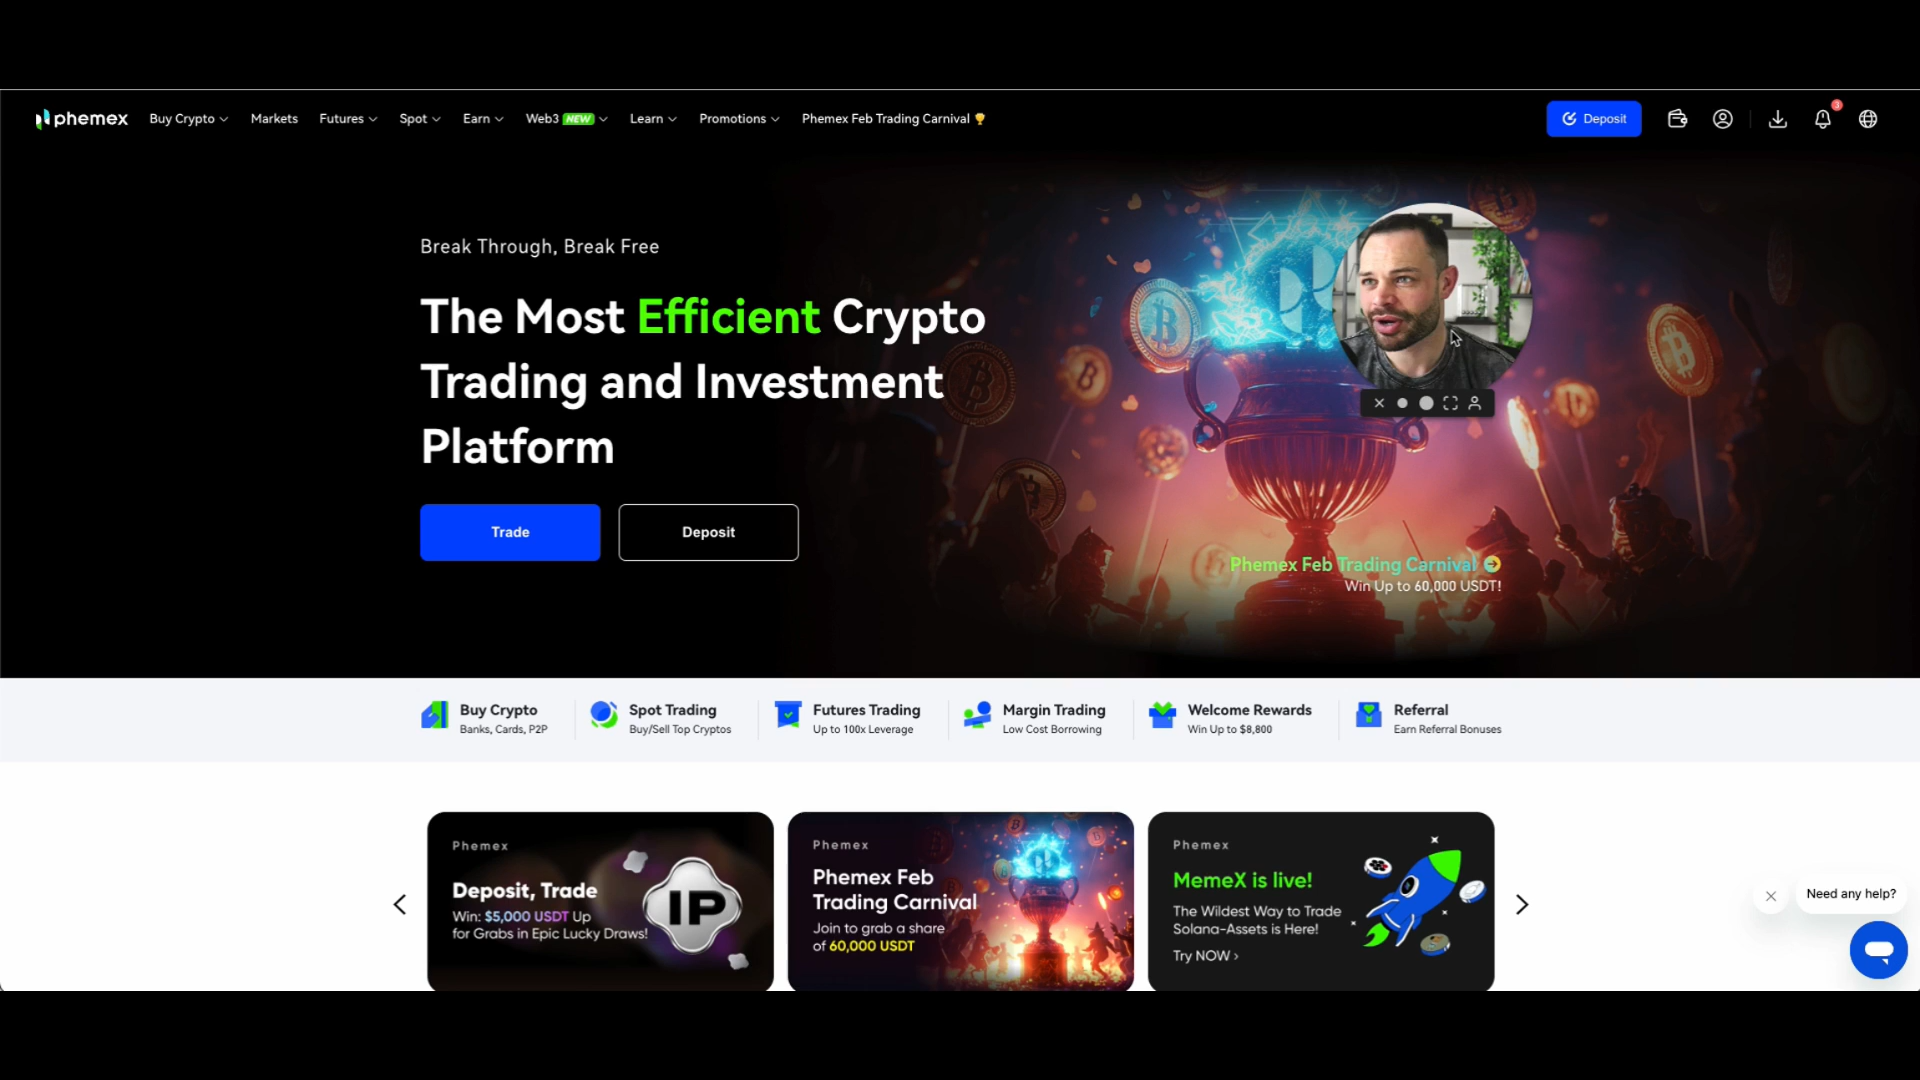 phemex
Buy Crypto
Markets
Futures
Spot
Earn
Web3 NEW
Learn
Promotions
Phemex Feb Trading Carnival
Deposit
3
Break Through, Break Free
The Most Efficient Crypto
Trading and Investment
Platform
Trade
Deposit
Phemex Feb Trading Carnival
Win Up to 60,000 USDT!
Buy Crypto
Banks, Cards, P2P
Spot Trading
Buy/Sell Top Cryptos
Futures Trading
Up to 100x Leverage
Margin Trading
Low Cost Borrowing
Welcome Rewards
Win Up to $8,800
Referral
Earn Referral Bonuses
Phemex
Deposit, Trade
Win: $5,000 USDT Up
for Grabs in Epic Lucky Draws!
IP
Phemex
Phemex Feb
Trading Carnival
Join to grab a share
of 60,000 USDT
Phemex
MemeX is live!
The Wildest Way to Trade
Solana-Assets is Here!
Try NOW ›
Need any help?